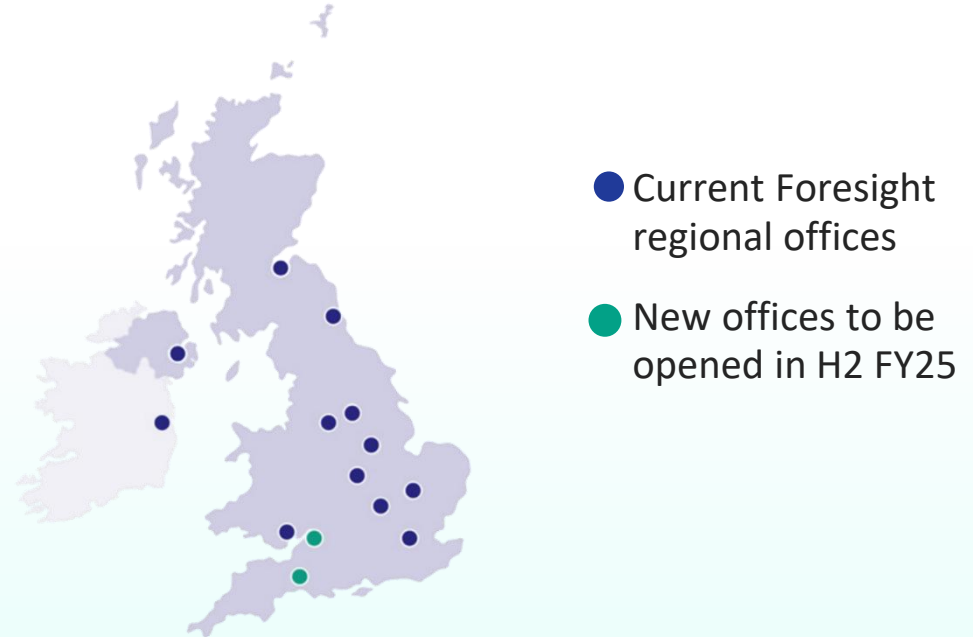 Current Foresight
regional offices
New offices to be
opened in H2 FY25